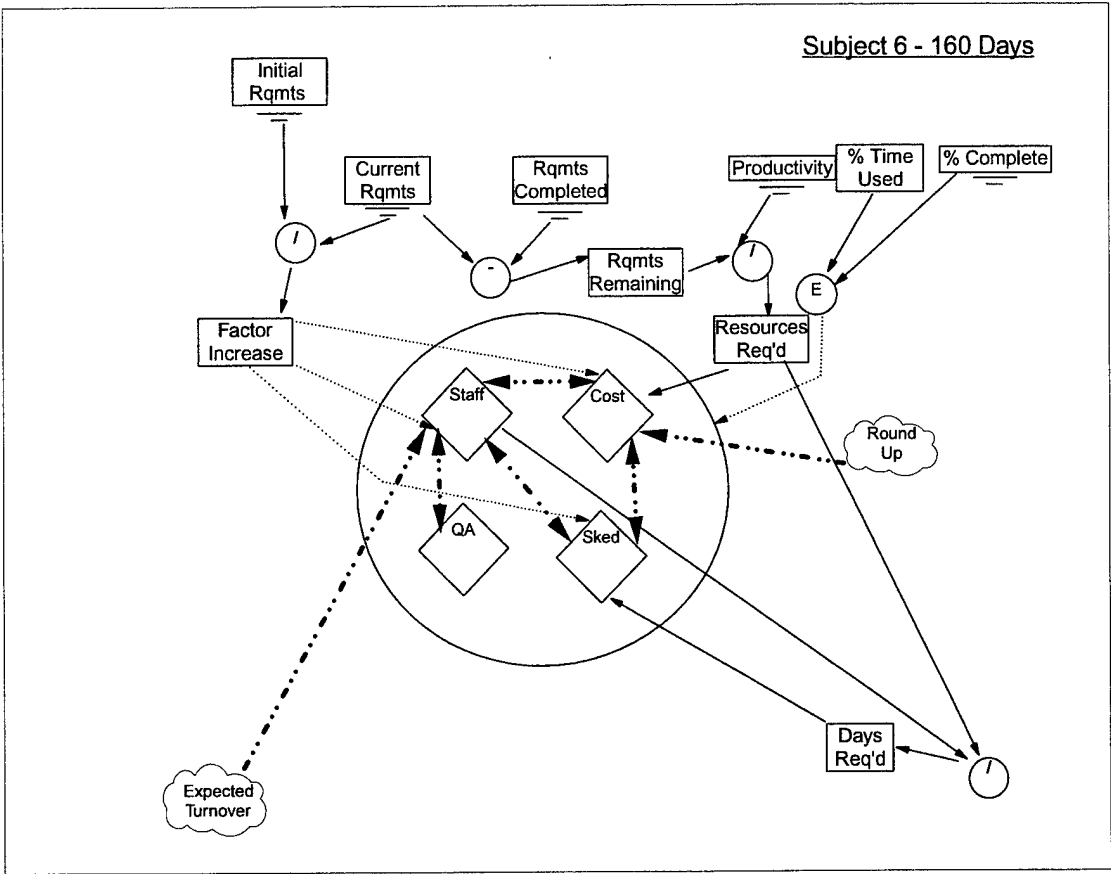 Subject 6 - 160 Days
Initial
Rqmts
Current
Rqmts
Rqmts
Completed
Productivity
% Time
Used
% Complete
/
-
Rqmts
Remaining
/
E
Factor
Increase
Resources
Req'd
Staff
Cost
Round
Up
QA
Sked
Days
Req'd
/
Expected
Turnover